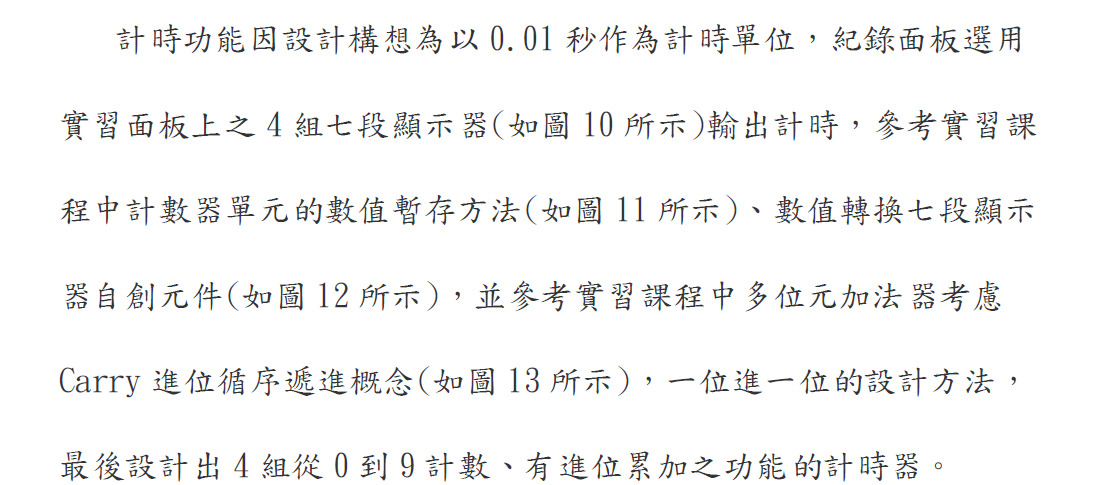 計時功能因設計構想為以 0.01 秒作為計時單位，紀錄面板選用
實習面板上之 4 組七段顯示器(如圖 10 所示)輸出計時，參考實習課
程中計數器單元的數值暫存方法(如圖 11 所示)、數值轉換七段顯示
器自創元件(如圖 12 所示)，並參考實習課程中多位元加法器考慮
Carry 進位循序遞進概念(如圖 13 所示)，一位進一位的設計方法，
最後設計出 4 組從 0 到 9 計數、有進位累加之功能的計時器。